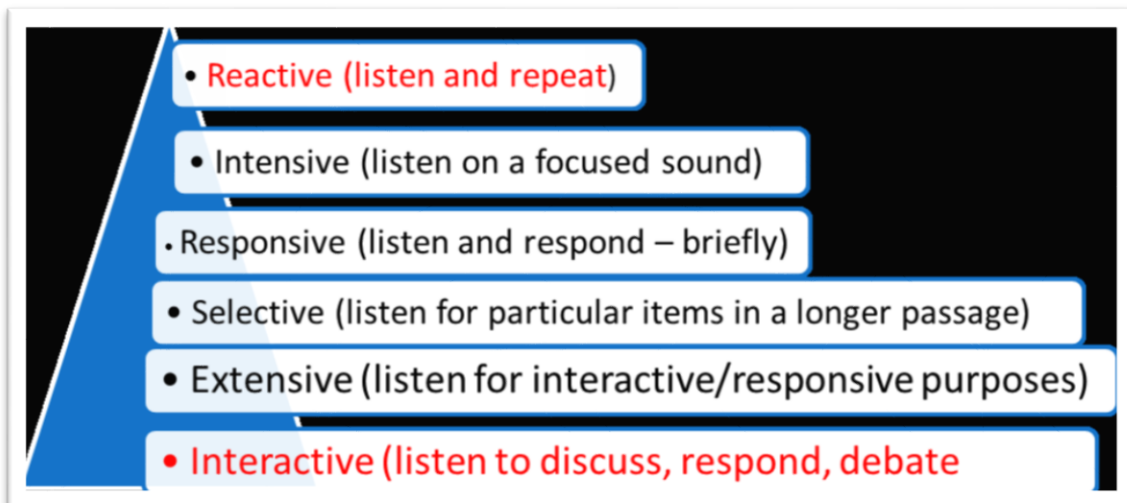 • Reactive (listen and repeat)
• Intensive (listen on a focused sound)
• Responsive (listen and respond – briefly)
• Selective (listen for particular items in a longer passage)
• Extensive (listen for interactive/responsive purposes)
• Interactive (listen to discuss, respond, debate